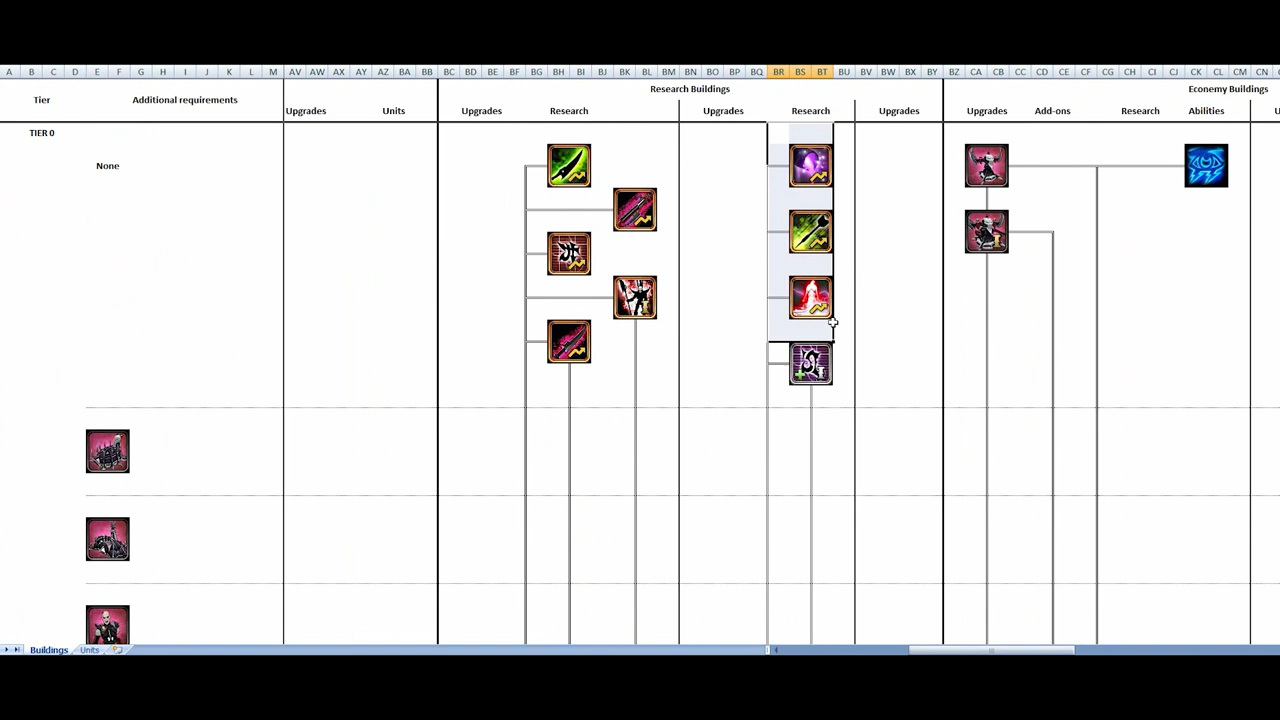 A B C D E F G H I J K L M AV AW AX AY AZ BA BB BC BD BE BF BG BH BI BJ BK BL BM BN BO BP BQ BR BS BT BU BV BW BX BY BZ CA CB CC CD CE CF CG CH CI CJ CK CL CM CN
Research Buildings Economy Buildings
Tier Additional requirements
Upgrades Units Upgrades Research Upgrades Research Upgrades Upgrades Add-ons Research Abilities
TIER 0
None
Buildings Units